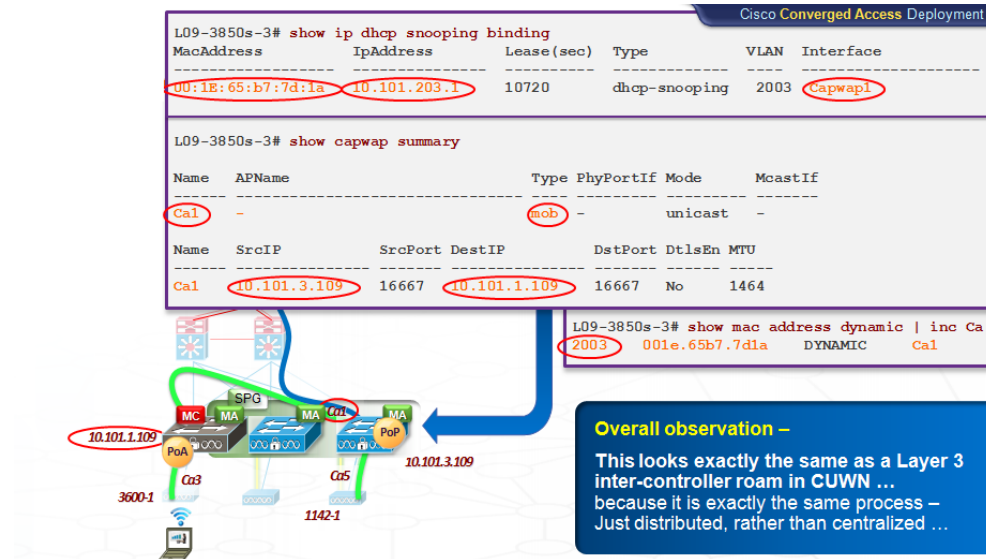 Cisco Converged Access Deployment
L09-3850s-3# show ip dhcp snooping binding
MacAddress IpAddress Lease(sec) Type VLAN Interface
------------------ --------------- ---------- ------------- ---- --------------------
00:1E:65:b7:7d:1a 10.101.203.1 10720 dhcp-snooping 2003 Capwap1
L09-3850s-3# show capwap summary
Name APName Type PhyPortIf Mode McastIf
------ -------------------------------- ---- --------- --------- -------
Ca1 - mob - unicast -
Name SrcIP SrcPort DestIP DstPort DtlsEn MTU
------ --------------- ------- --------------- ------- ------ -----
Ca1 10.101.3.109 16667 10.101.1.109 16667 No 1464
L09-3850s-3# show mac address dynamic | inc Ca
2003 001e.65b7.7d1a DYNAMIC Ca1
SPG
MC MA MA Ca1 MA
PoP
10.101.1.109
PoA
10.101.3.109
Ca3 Ca5
3600-1
1142-1
Overall observation –
This looks exactly the same as a Layer 3
inter-controller roam in CUWN …
because it is exactly the same process –
Just distributed, rather than centralized …